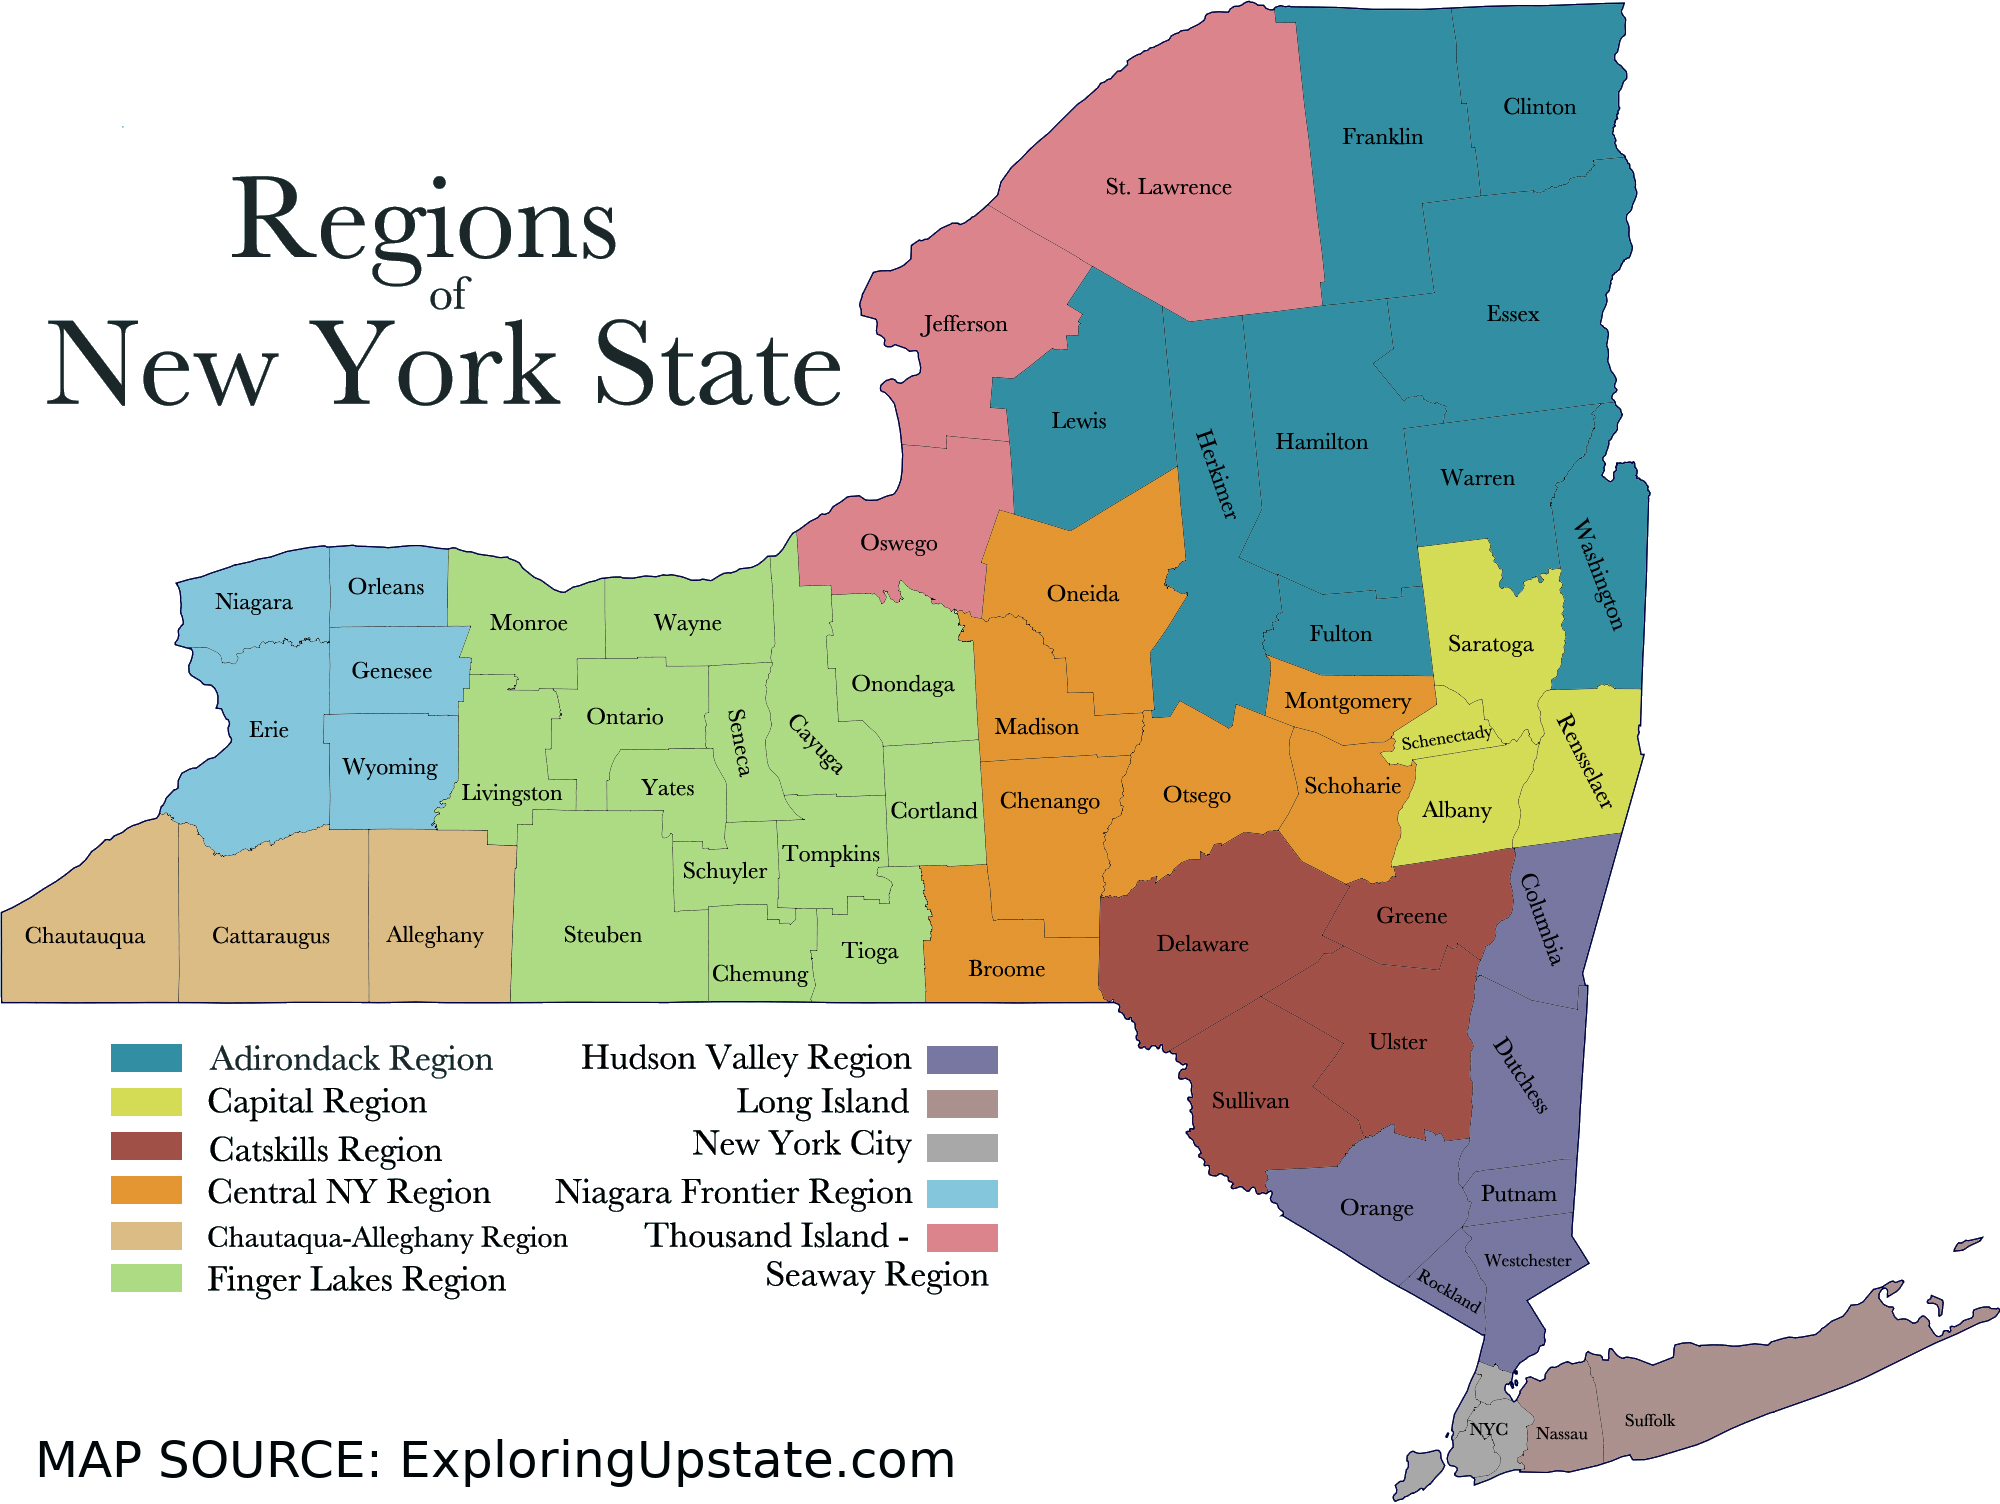 Regions
of
New York State
Clinton
Franklin
St. Lawrence
Essex
Jefferson
Lewis
Herkimer
Hamilton
Warren
Washington
Oswego
Oneida
Fulton
Saratoga
Niagara
Orleans
Monroe
Wayne
Genesee
Onondaga
Montgomery
Erie
Ontario
Seneca
Cayuga
Madison
Schenectady
Rensselaer
Wyoming
Livingston
Yates
Cortland
Chenango
Otsego
Schoharie
Albany
Schuyler
Tompkins
Chautauqua
Cattaraugus
Alleghany
Steuben
Chemung
Tioga
Broome
Delaware
Greene
Columbia
Ulster
Dutchess
Sullivan
Orange
Putnam
Westchester
Rockland
NYC
Nassau
Suffolk
Adirondack Region
Capital Region
Catskills Region
Central NY Region
Chautaqua-Alleghany Region
Finger Lakes Region
Hudson Valley Region
Long Island
New York City
Niagara Frontier Region
Thousand Island -
Seaway Region
MAP SOURCE: ExploringUpstate.com